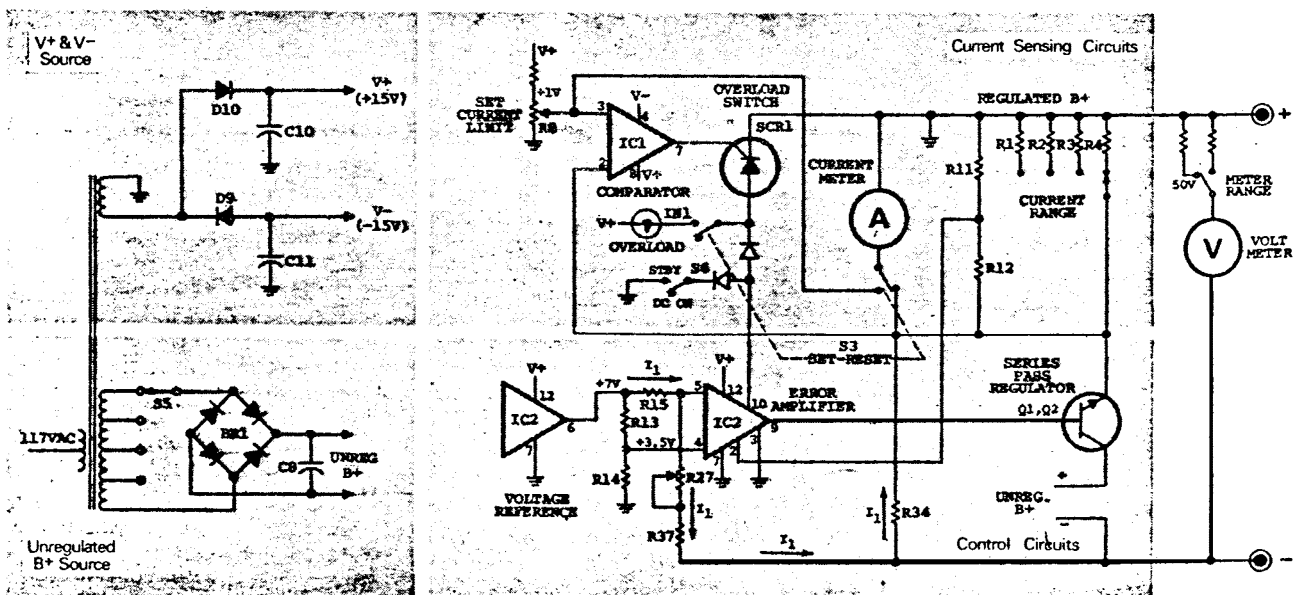 V+ & V-
Source
V+
(+15V)
D10
C10
D9
V-
(-15V)
C11
S5
117VAC
BR1
C8
UNREG
B+
Unregulated
B+ Source
Current Sensing Circuits
V+
+1V
SET
CURRENT
LIMIT
R8
3
V-
4
IC1
7
2
8
V+
COMPARATOR
OVERLOAD
SWITCH
SCR1
REGULATED B+
CURRENT
METER
A
R11
R1
R2
R3
R4
CURRENT
RANGE
50V
METER
RANGE
V
VOLT
METER
+
V+
IN1
OVERLOAD
STBY
S6
DC ON
R12
S3
SET-RESET
V+
12
IC2
6
7
VOLTAGE
REFERENCE
+7V
I1
R15
R13
+3.5V
R14
R27
I1
R37
I1
V+
5
12
10
IC2
ERROR
AMPLIFIER
9
4
7
2
3
I1
R34
SERIES
PASS
REGULATOR
Q1,Q2
+
UNREG.
B+
-
Control Circuits
-